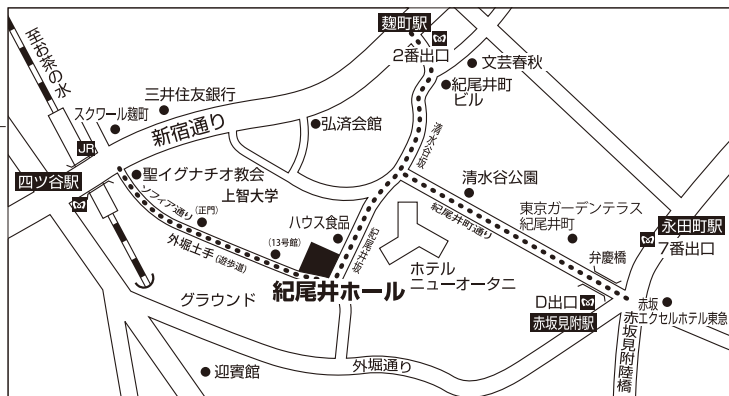 麹町駅
2番出口
文芸春秋
紀尾井町
ビル
至お茶の水
三井住友銀行
スクワール麹町
新宿通り
弘済会館
清水谷坂
JR
四ツ谷駅
聖イグナチオ教会
上智大学
ソフィア通り
(正門)
外堀土手(遊歩道)
(13号館)
ハウス食品
紀尾井坂
清水谷公園
紀尾井町通り
東京ガーデンテラス
紀尾井町
永田町駅
7番出口
弁慶橋
ホテル
ニューオータニ
グラウンド
紀尾井ホール
D出口
赤坂見附駅
赤坂
エクセルホテル東急
赤坂見附陸橋
外堀通り
迎賓館